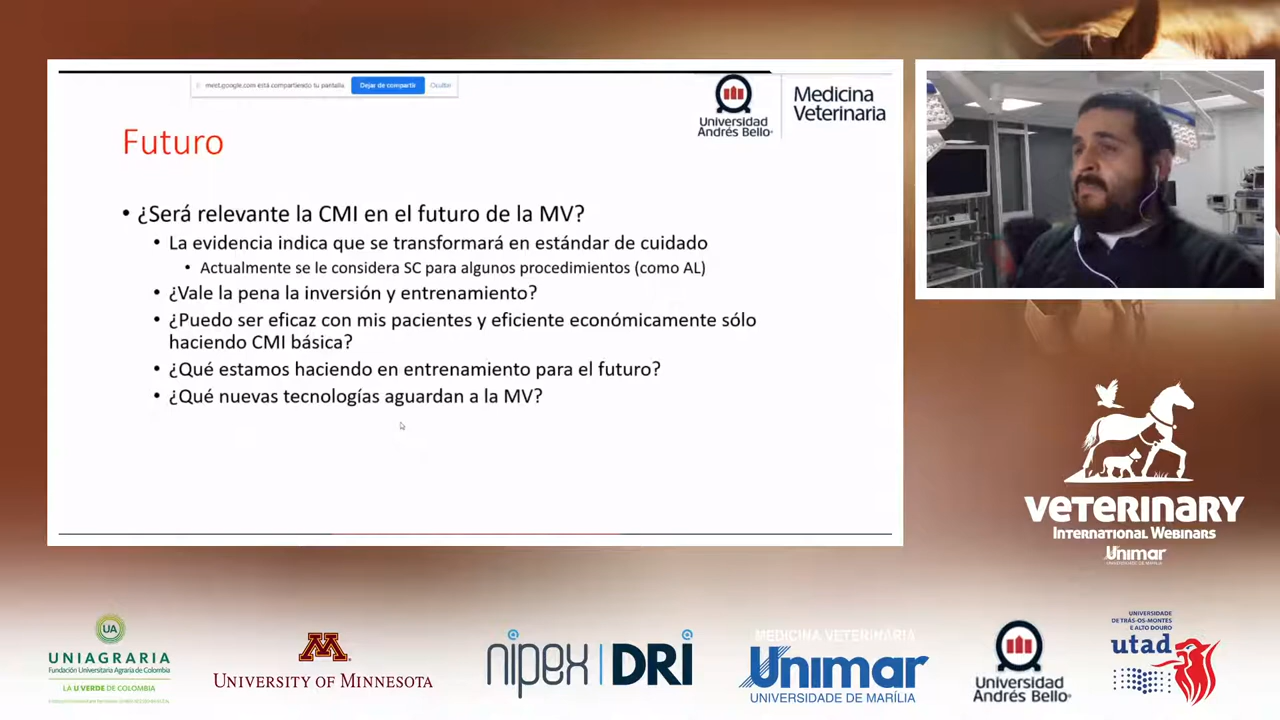 meet.google.com está compartiendo tu pantalla.
Dejar de compartir
Ocultar
Universidad
Andrés Bello
Medicina
Veterinaria
Futuro
• ¿Será relevante la CMI en el futuro de la MV?
• La evidencia indica que se transformará en estándar de cuidado
• Actualmente se le considera SC para algunos procedimientos (como AL)
• ¿Vale la pena la inversión y entrenamiento?
• ¿Puedo ser eficaz con mis pacientes y eficiente económicamente sólo
haciendo CMI básica?
• ¿Qué estamos haciendo en entrenamiento para el futuro?
• ¿Qué nuevas tecnologías aguardan a la MV?
VETERINARY
INTERNATIONAL WEBINARS
Unimar
UNIVERSIDADE DE MARÍLIA
UA
UNIAGRARIA
Fundación Universitaria Agraria de Colombia
LA U VERDE DE COLOMBIA
M
UNIVERSITY OF MINNESOTA
nipex | DRI
MEDICINA VETERINÁRIA
Unimar
UNIVERSIDADE DE MARÍLIA
Universidad
Andrés Bello
UNIVERSIDADE
DE TRÁS-OS-MONTES
E ALTO DOURO
utad